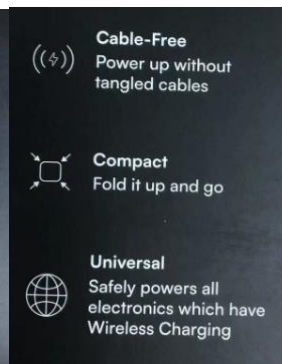 Cable-Free
Power up without
tangled cables
Compact
Fold it up and go
Universal
Safely powers all
electronics which have
Wireless Charging